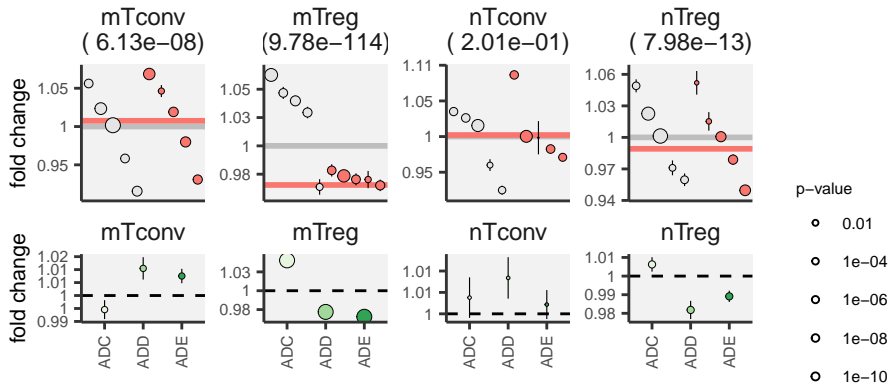 mTconv
( 6.13e−08)
mTreg
(9.78e−114)
nTconv
( 2.01e−01)
nTreg
( 7.98e−13)
fold change
1.05
1
0.95
1.05
1.03
1
0.98
1.11
1.05
1
0.95
1.06
1.03
1
0.97
0.94
mTconv
mTreg
nTconv
nTreg
fold change
1.02
1.01
1.01
1
0.99
1.03
1
0.98
1.01
1.01
1
1.01
1
0.99
0.98
ADC
ADD
ADE
ADC
ADD
ADE
ADC
ADD
ADE
ADC
ADD
ADE
p−value
0.01
1e−04
1e−06
1e−08
1e−10